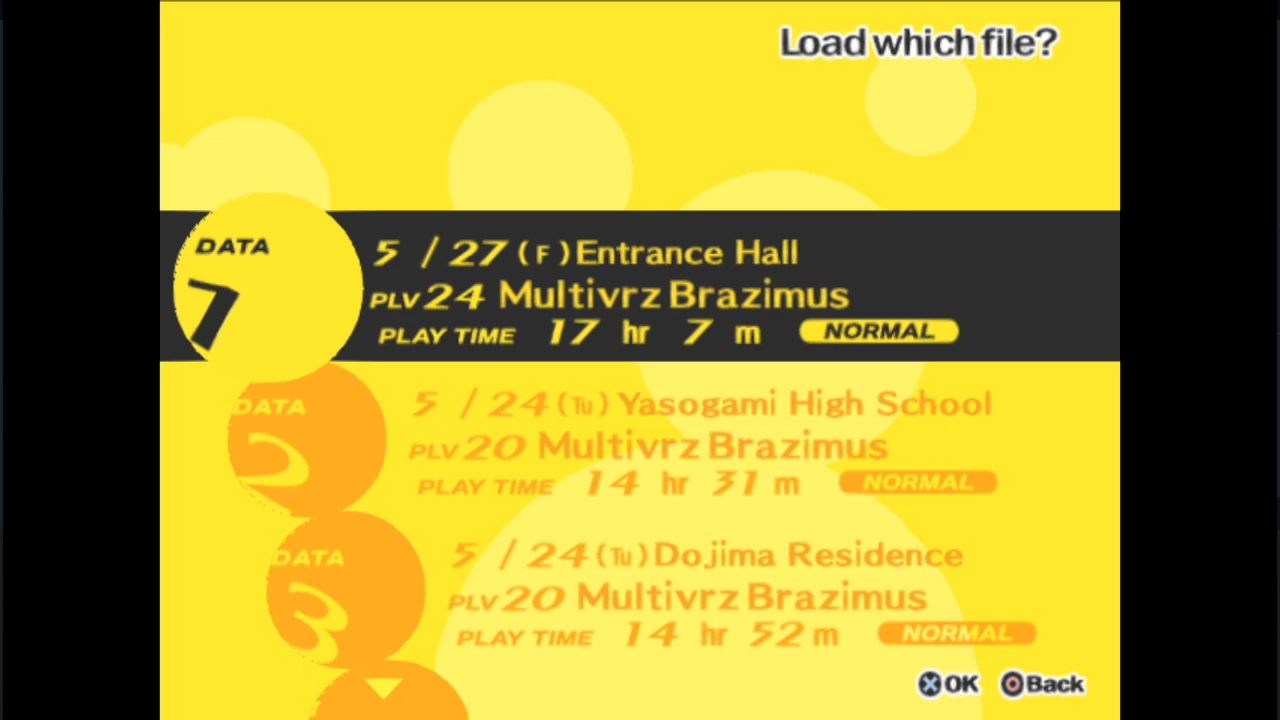 Load which file?
DATA
7
5 / 27 (F) Entrance Hall
PLV 24 Multivrz Brazimus
PLAY TIME 17 hr 7 m NORMAL
DATA
5 / 24 (Tu) Yasogami High School
PLV 20 Multivrz Brazimus
PLAY TIME 14 hr 31 m NORMAL
DATA
3
5 / 24 (Tu) Dojima Residence
PLV 20 Multivrz Brazimus
PLAY TIME 14 hr 52 m NORMAL
OK Back